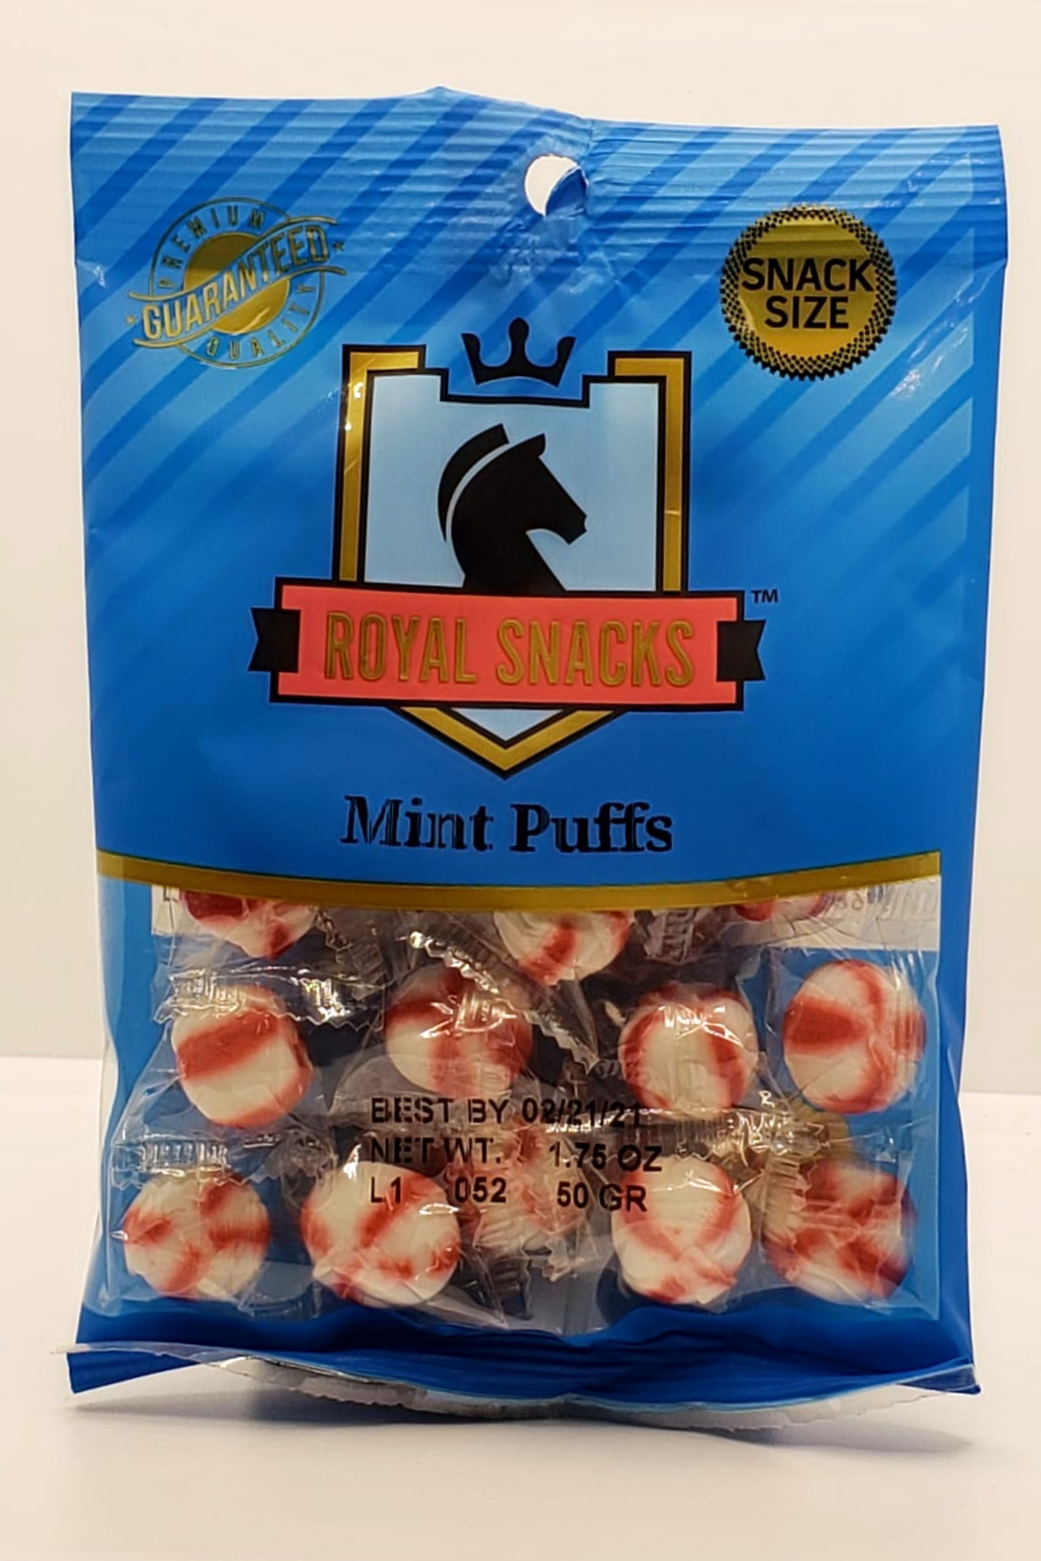 PREMIUM
GUARANTEED
QUALITY
SNACK
SIZE
ROYAL SNACKS
TM
Mint Puffs
BEST BY 02/21/21
NET WT. 1.75 OZ
L1 052 50 GR